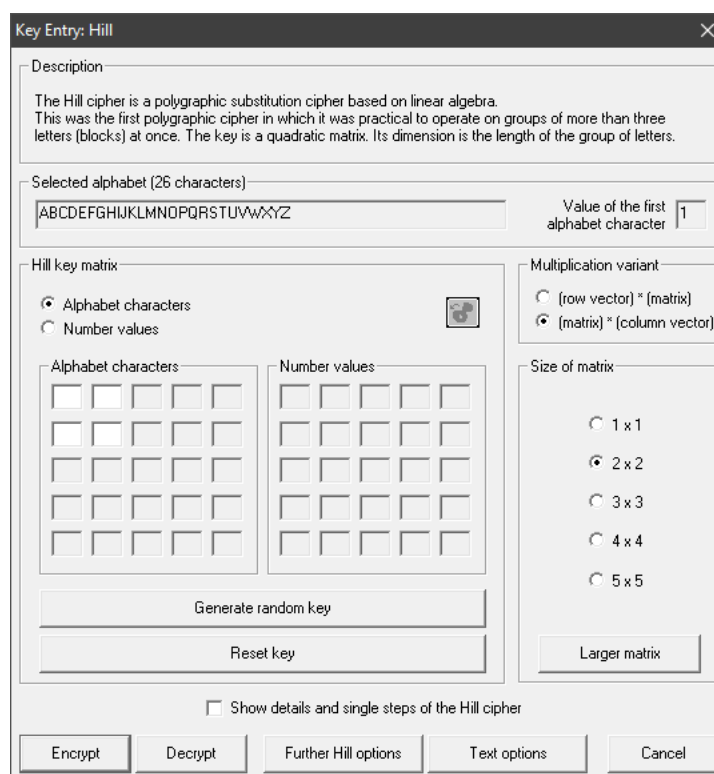 Key Entry: Hill
Description
The Hill cipher is a polygraphic substitution cipher based on linear algebra.
This was the first polygraphic cipher in which it was practical to operate on groups of more than three
letters (blocks) at once. The key is a quadratic matrix. Its dimension is the length of the group of letters.
Selected alphabet (26 characters)
ABCDEFGHIJKLMNOPQRSTUVWXYZ
Value of the first
alphabet character
1
Hill key matrix
Alphabet characters
Number values
Multiplication variant
(row vector) * (matrix)
(matrix) * (column vector)
Alphabet characters
Number values
Size of matrix
1 x 1
2 x 2
3 x 3
4 x 4
5 x 5
Generate random key
Reset key
Larger matrix
Show details and single steps of the Hill cipher
Encrypt
Decrypt
Further Hill options
Text options
Cancel